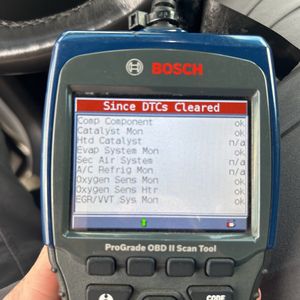 BOSCH
Since DTCs Cleared
Comp Component ok
Catalyst Mon ok
Htd Catalyst n/a
Evap System Mon ok
Sec Air System n/a
A/C Refrig Mon n/a
Oxygen Sens Mon ok
Oxygen Sens Htr ok
EGR/VVT Sys Mon ok
ProGrade OBD II Scan Tool
CODE